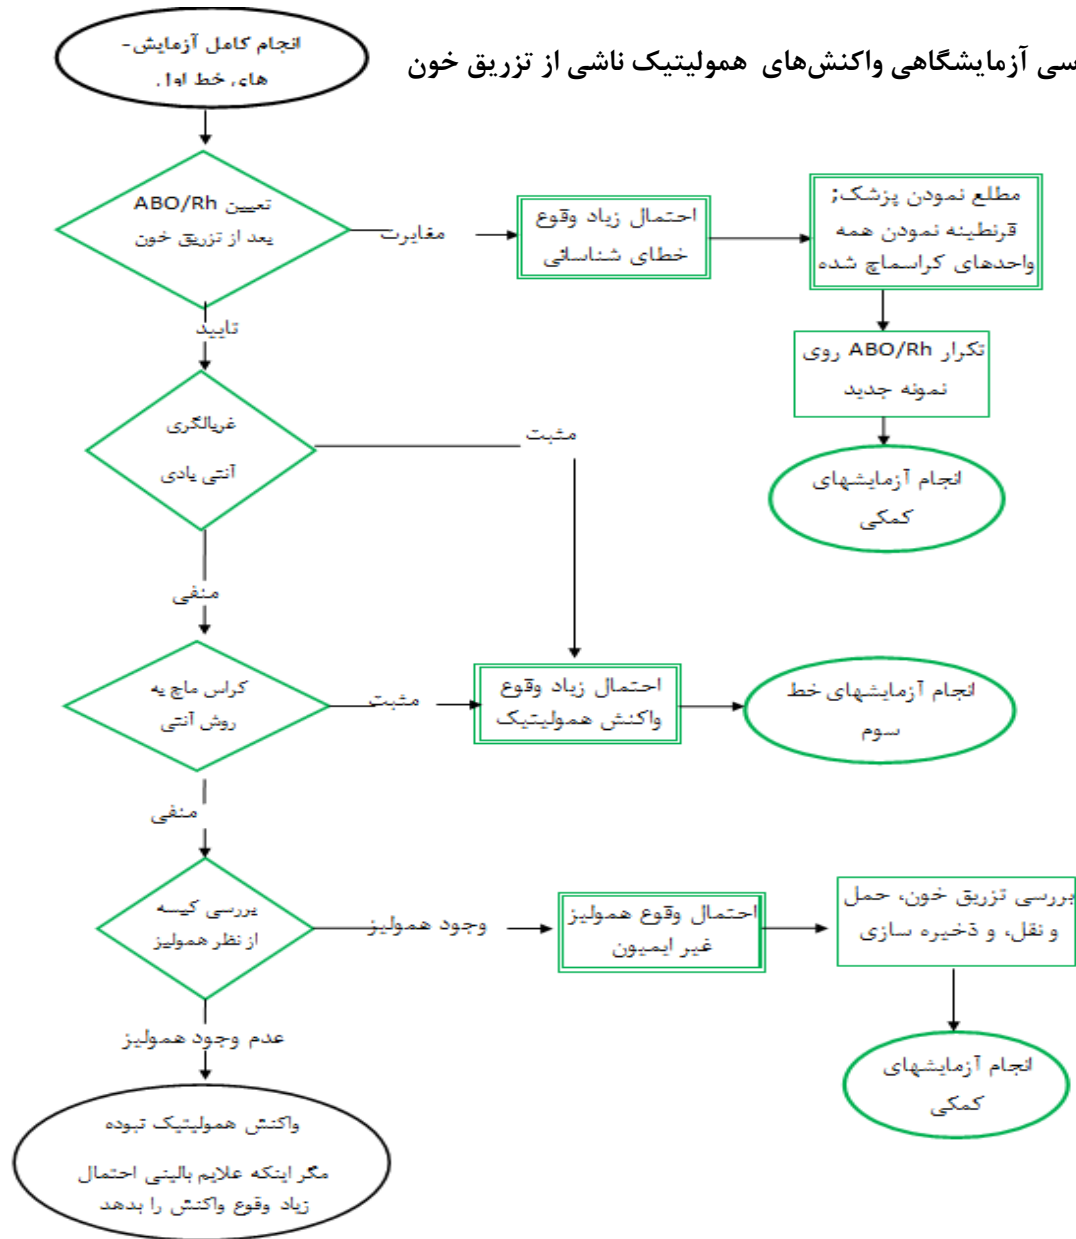 سی آزمایشگاهی واکنش‌های همولیتیک ناشی از تزریق خون
انجام کامل آزمایش-
های خط اول
تعیین ABO/Rh
بعد از تزریق خون
مغایرت
احتمال زیاد وقوع
خطای شناسائی
مطلع نمودن پزشک;
قرنطینه نمودن همه
واحدهای کراسماچ شده
تایید
تکرار ABO/Rh روی
نمونه جدید
انجام آزمایشهای
کمکی
غربالگری
آنتی بادی
مثبت
منفی
کراس ماچ به
روش آنتی
مثبت
احتمال زیاد وقوع
واکنش همولیتیک
انجام آزمایشهای خط
سوم
منفی
بررسی کیسه
از نظر همولیز
وجود همولیز
احتمال وقوع همولیز
غیر ایمیون
بررسی تزریق خون، حمل
و نقل، و ذخیره سازی
انجام آزمایشهای
کمکی
عدم وجود همولیز
واکنش همولیتیک نبوده
مگر اینکه علایم بالینی احتمال
زیاد وقوع واکنش را بدهد